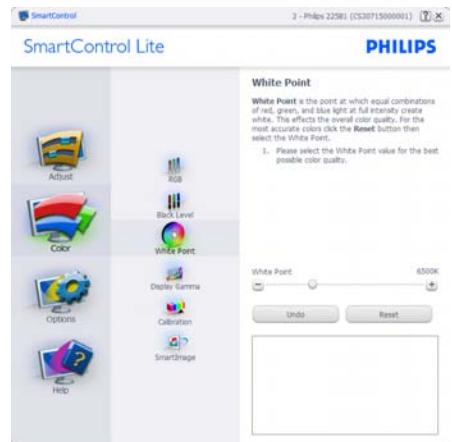 SmartControl
2 - Philips 225B1 (CS30715000001)
SmartControl Lite
PHILIPS
Adjust
Color
Options
Help
RGB
Black Level
White Point
Display Gamma
Calibration
SmartImage
White Point
White Point is the point at which equal combinations
of red, green, and blue light at full intensity create
white. This effects the overall color quality. For the
most accurate colors click the Reset button then
select the White Point.
1. Please select the White Point value for the best
possible color quality.
White Point 6500K
Undo Reset